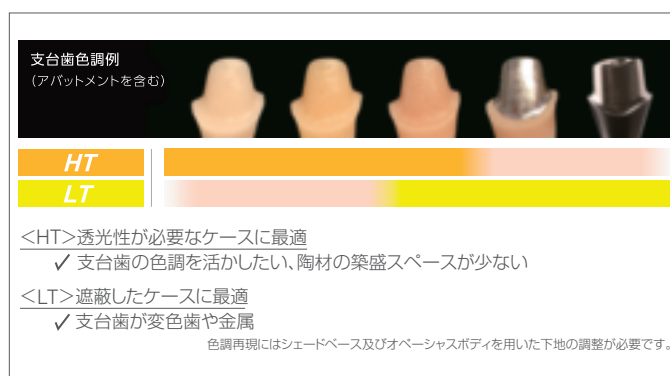 支台歯色調例
(アバットメントを含む)
HT
LT
<HT>透光性が必要なケースに最適
✓ 支台歯の色調を活かしたい、陶材の築盛スペースが少ない
<LT>遮蔽したケースに最適
✓ 支台歯が変色歯や金属
色調再現にはシェードベース及びオペーシャスボディを用いた下地の調整が必要です。